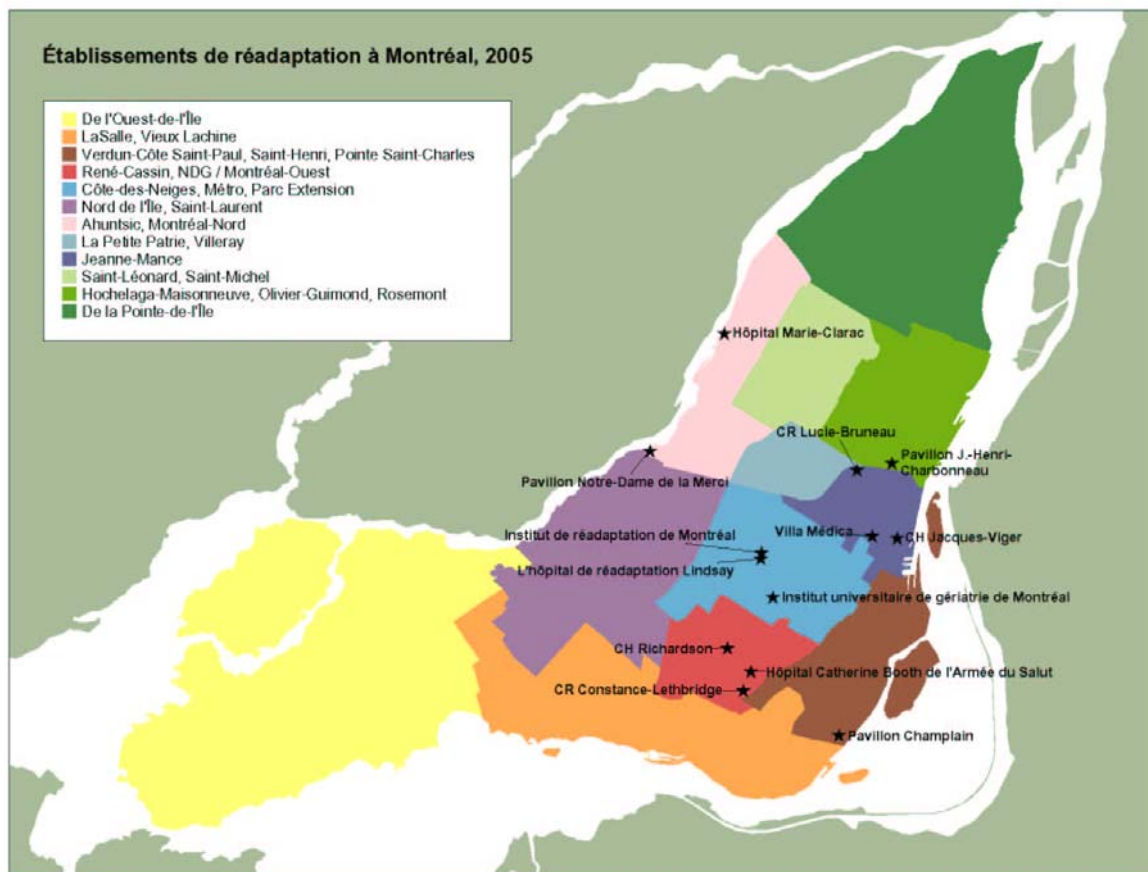 Établissements de réadaptation à Montréal, 2005
De l'Ouest-de-l'Île
LaSalle, Vieux Lachine
Verdun-Côte Saint-Paul, Saint-Henri, Pointe Saint-Charles
René-Cassin, NDG / Montréal-Ouest
Côte-des-Neiges, Métro, Parc Extension
Nord de l'Île, Saint-Laurent
Ahuntsic, Montréal-Nord
La Petite Patrie, Villeray
Jeanne-Mance
Saint-Léonard, Saint-Michel
Hochelaga-Maisonneuve, Olivier-Guimond, Rosemont
De la Pointe-de-l'Île
Hôpital Marie-Clarac
CR Lucie-Bruneau
Pavillon J.-Henri-
Charbonneau
Pavillon Notre-Dame de la Merci
Institut de réadaptation de Montréal
Villa Médica
CH Jacques-Viger
L'hôpital de réadaptation Lindsay
Institut universitaire de gériatrie de Montréal
CH Richardson
Hôpital Catherine Booth de l'Armée du Salut
CR Constance-Lethbridge
Pavillon Champlain